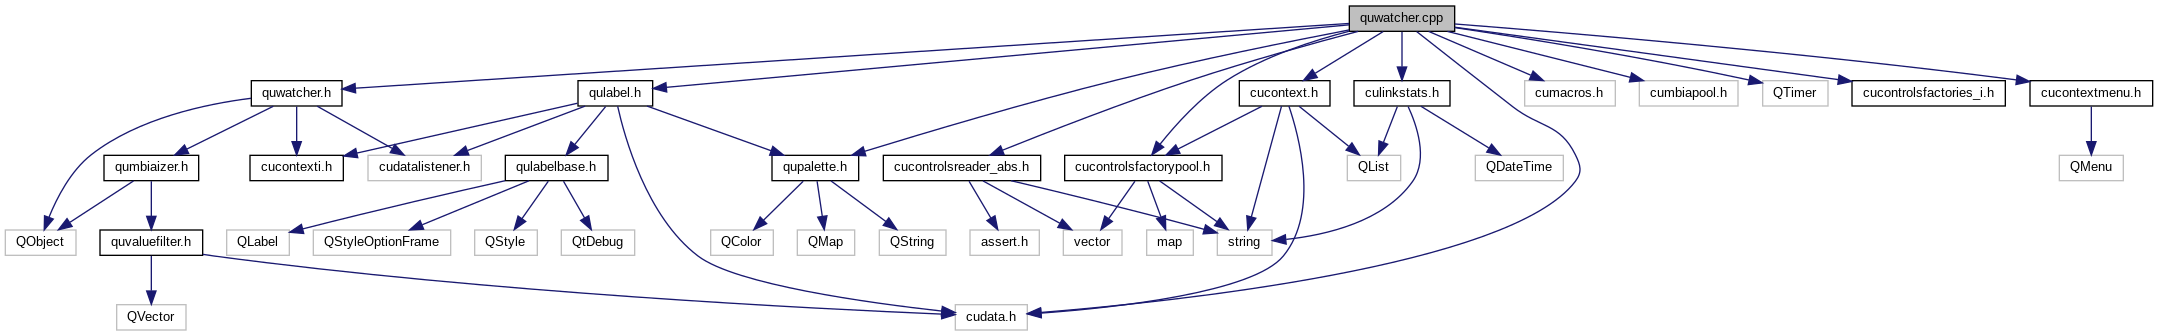 quwatcher.cpp
quwatcher.h
qulabel.h
cucontext.h
culinkstats.h
cumacros.h
cumbiapool.h
QTimer
cucontrolsfactories_i.h
cucontextmenu.h
qumbiaizer.h
cucontexti.h
cudatalistener.h
qulabelbase.h
qupalette.h
cucontrolsreader_abs.h
cucontrolsfactorypool.h
QList
QDateTime
QMenu
QObject
quvaluefilter.h
QLabel
QStyleOptionFrame
QStyle
QtDebug
QColor
QMap
QString
assert.h
vector
map
string
QVector
cudata.h